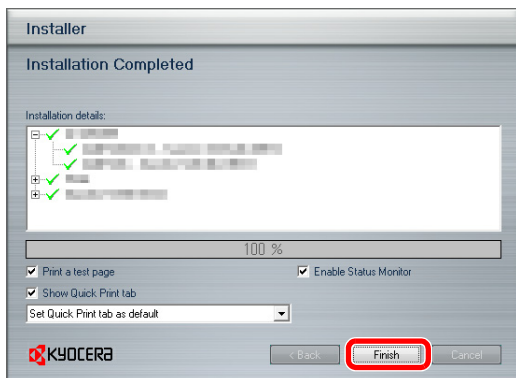 Installer
Installation Completed
Installation details:
100 %
Print a test page
Enable Status Monitor
Show Quick Print tab
Set Quick Print tab as default
KYOCERA
< Back
Finish
Cancel